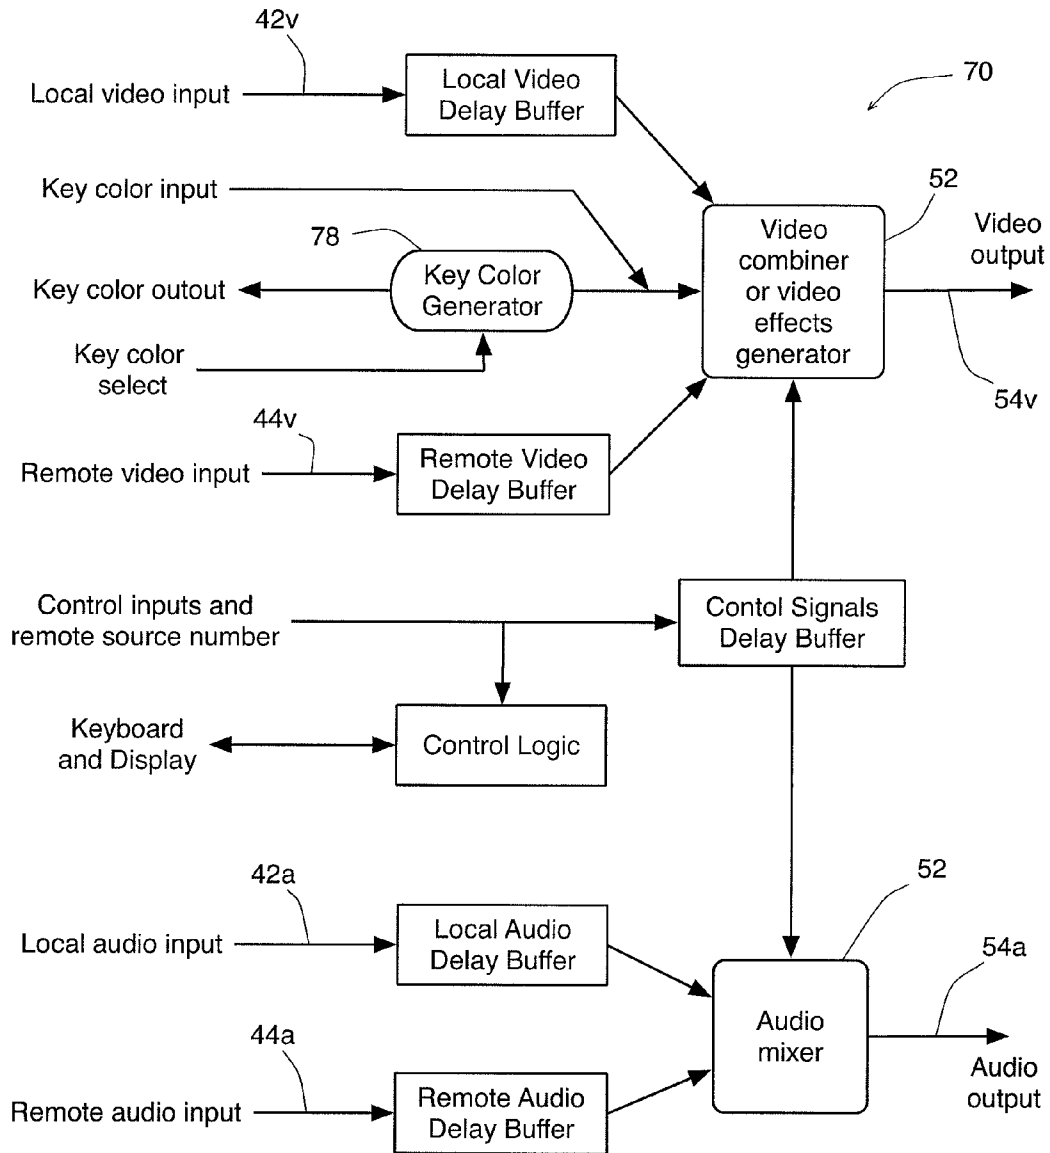 42v
Local video input
Local Video
Delay Buffer
70
Key color input
52
Video
output
78
Video
combiner
or video
effects
generator
Key color outout
Key Color
Generator
Key color
select
54v
44v
Remote video input
Remote Video
Delay Buffer
Control inputs and
remote source number
Contol Signals
Delay Buffer
Keyboard
and Display
Control Logic
42a
52
Local audio input
Local Audio
Delay Buffer
54a
Audio
mixer
44a
Audio
output
Remote audio input
Remote Audio
Delay Buffer